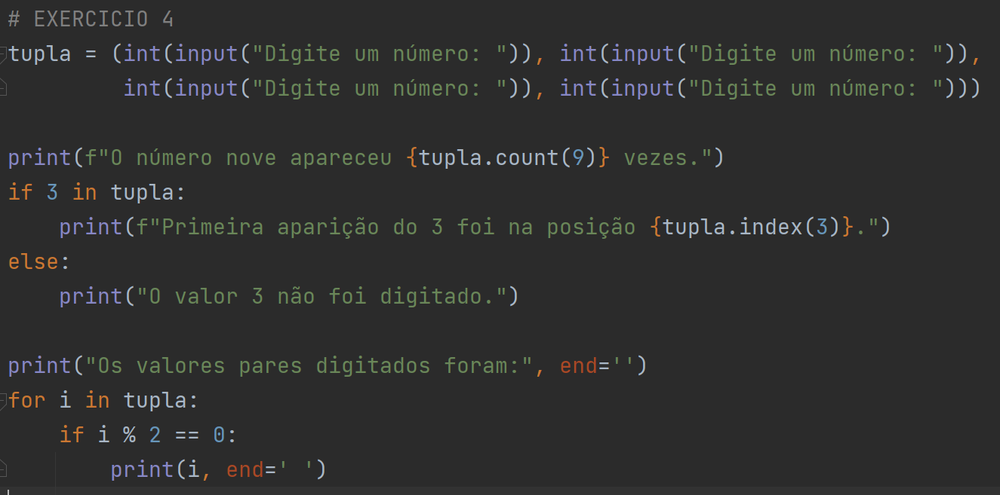 # EXERCICIO 4
tupla = (int(input("Digite um número: ")), int(input("Digite um número: ")),
         int(input("Digite um número: ")), int(input("Digite um número: ")))

print(f"O número nove apareceu {tupla.count(9)} vezes.")
if 3 in tupla:
    print(f"Primeira aparição do 3 foi na posição {tupla.index(3)}.")
else:
    print("O valor 3 não foi digitado.")

print("Os valores pares digitados foram:", end='')
for i in tupla:
    if i % 2 == 0:
        print(i, end=' ')